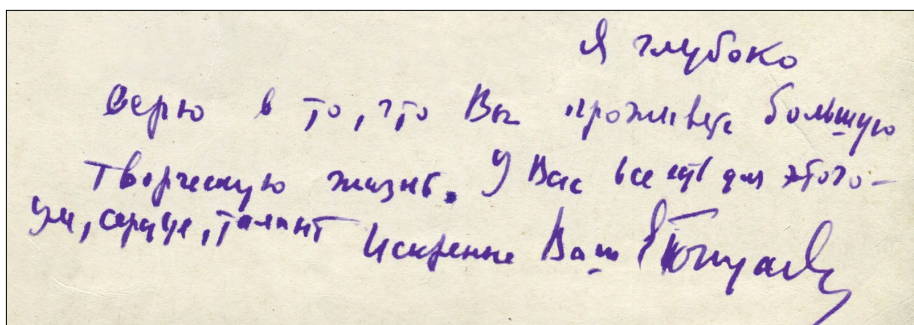 Я глубоко
верю в то, что Вы проживете большую
творческую жизнь. У Вас все есть для этого —
ум, сердце, талант Искренне Ваш